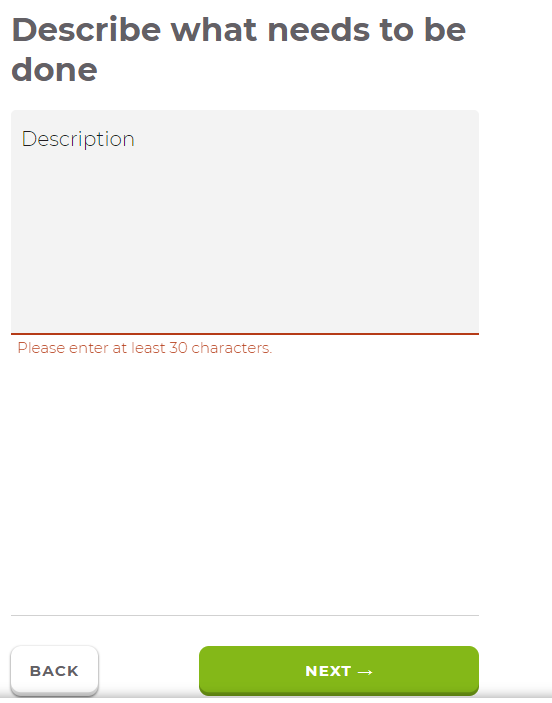 Describe what needs to be
done
Description
Please enter at least 30 characters.
BACK
NEXT →